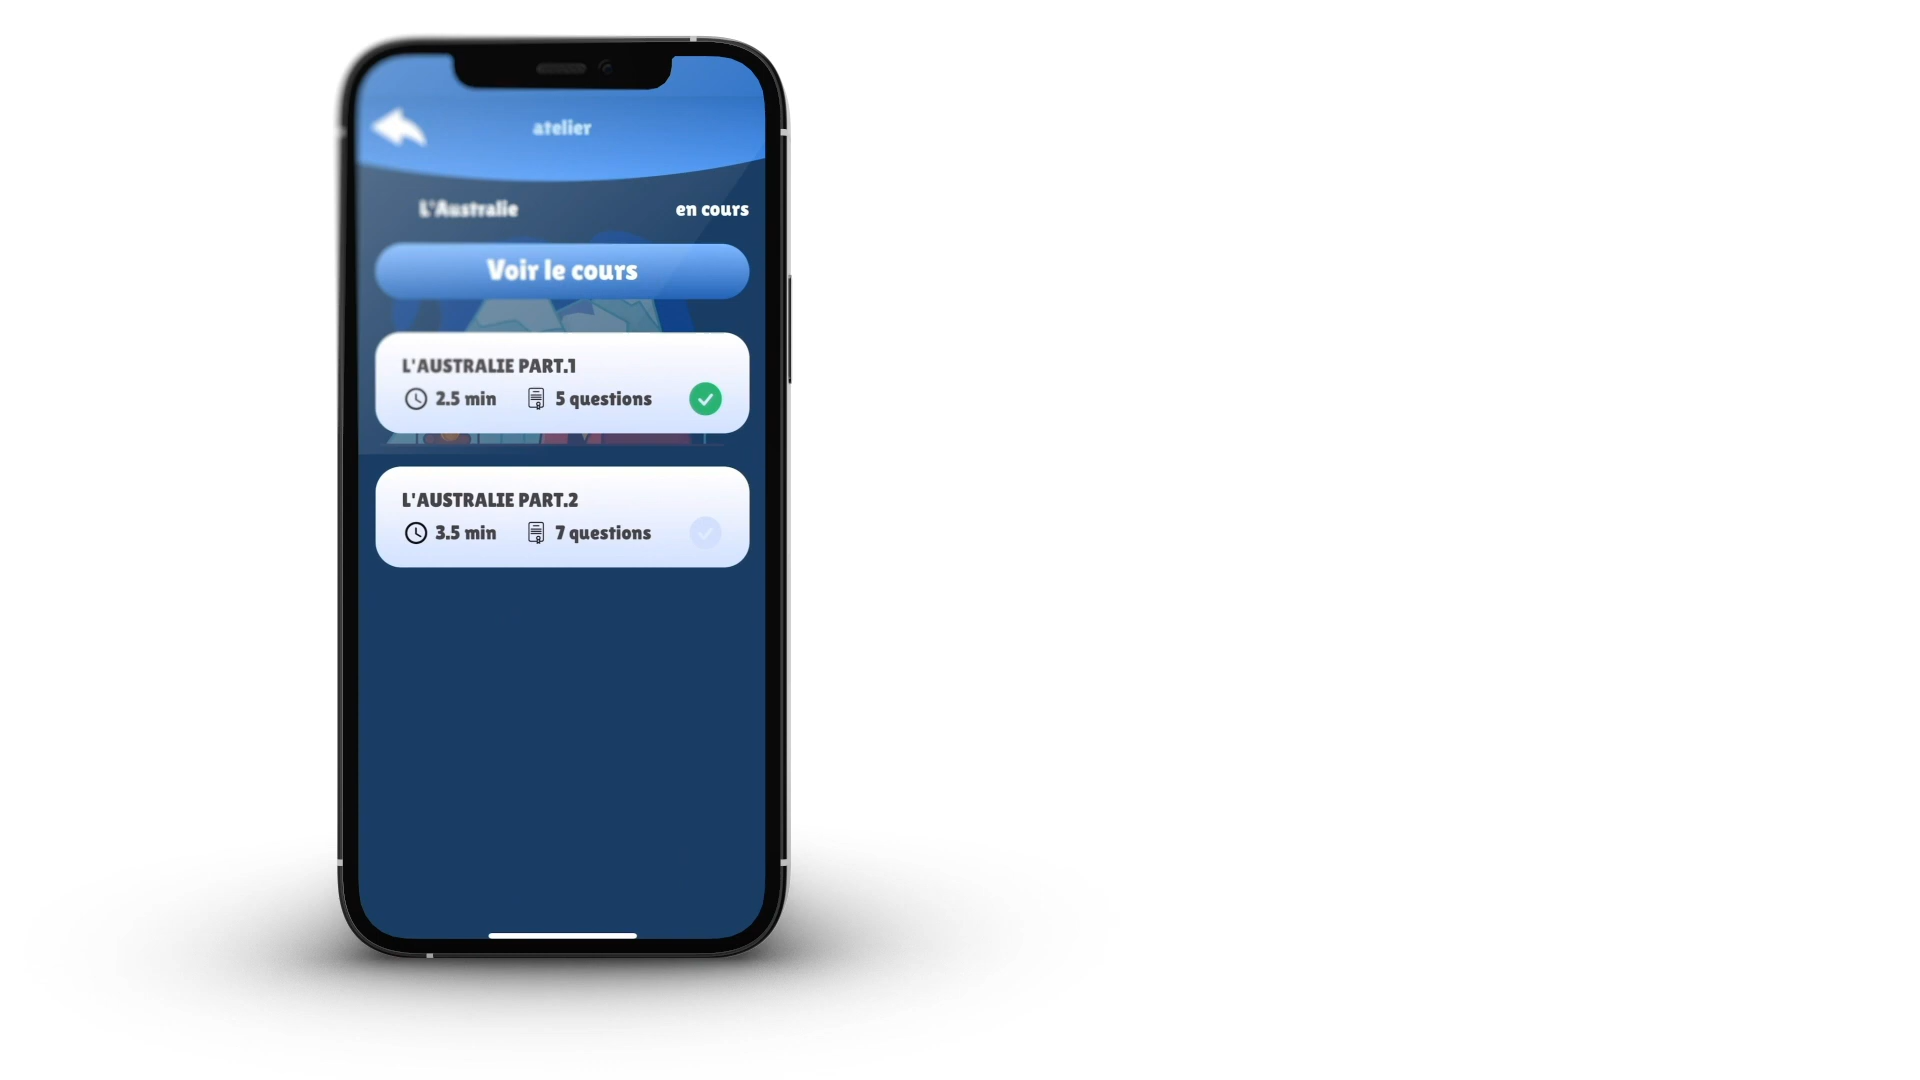 atelier
L'Australie
en cours
Voir le cours
L'AUSTRALIE PART.1
2.5 min 5 questions
L'AUSTRALIE PART.2
3.5 min 7 questions